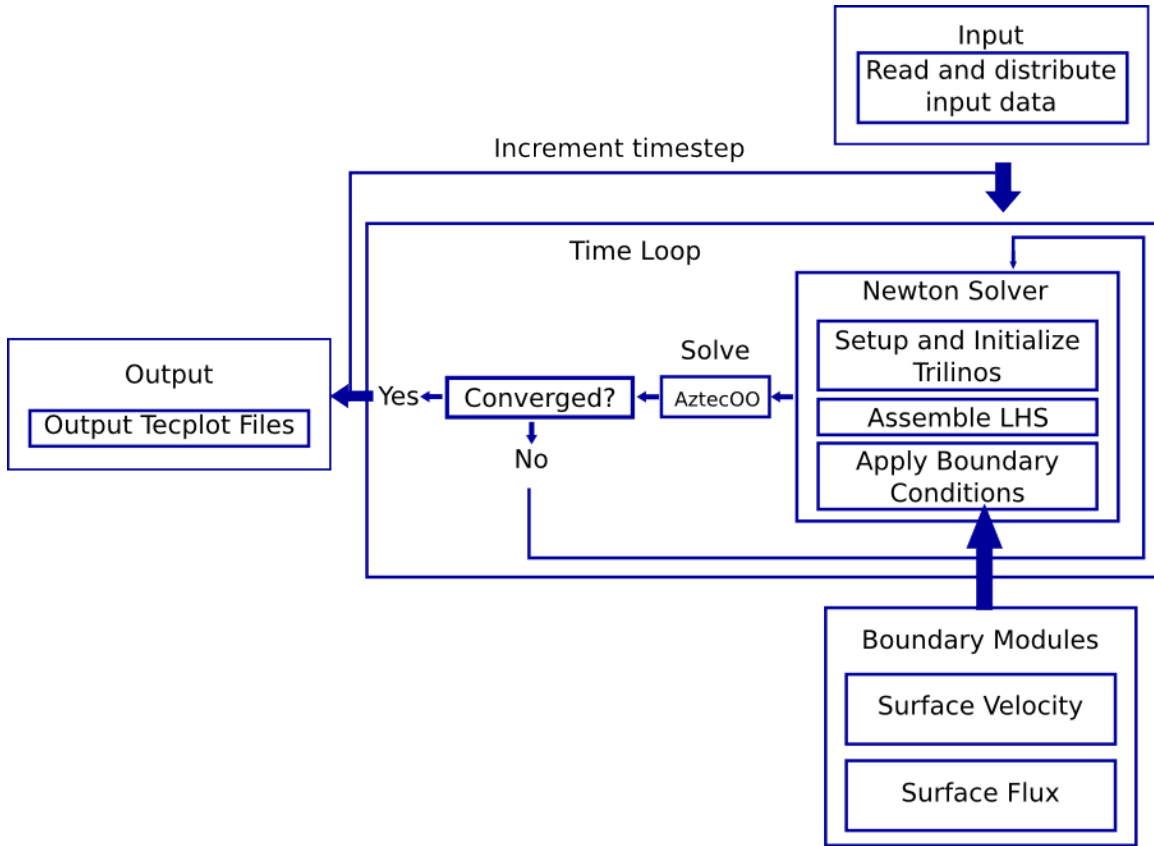 Input
Read and distribute
input data
Increment timestep
Time Loop
Newton Solver
Setup and Initialize
Trilinos
Assemble LHS
Apply Boundary
Conditions
Solve
AztecOO
Converged?
Yes
No
Output
Output Tecplot Files
Boundary Modules
Surface Velocity
Surface Flux